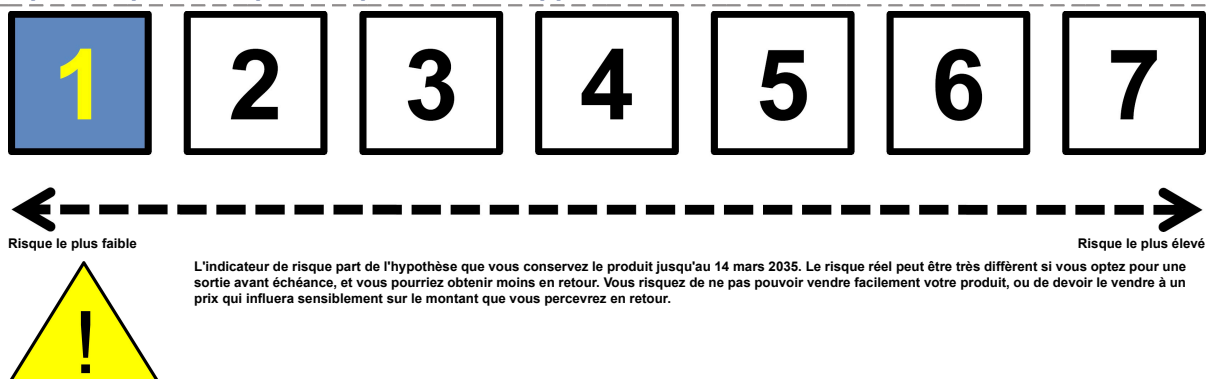 1 2 3 4 5 6 7
Risque le plus faible Risque le plus élevé
L'indicateur de risque part de l'hypothèse que vous conservez le produit jusqu'au 14 mars 2035. Le risque réel peut être très diffèrent si vous optez pour une
sortie avant échéance, et vous pourriez obtenir moins en retour. Vous risquez de ne pas pouvoir vendre facilement votre produit, ou de devoir le vendre à un
prix qui influera sensiblement sur le montant que vous percevrez en retour.
!